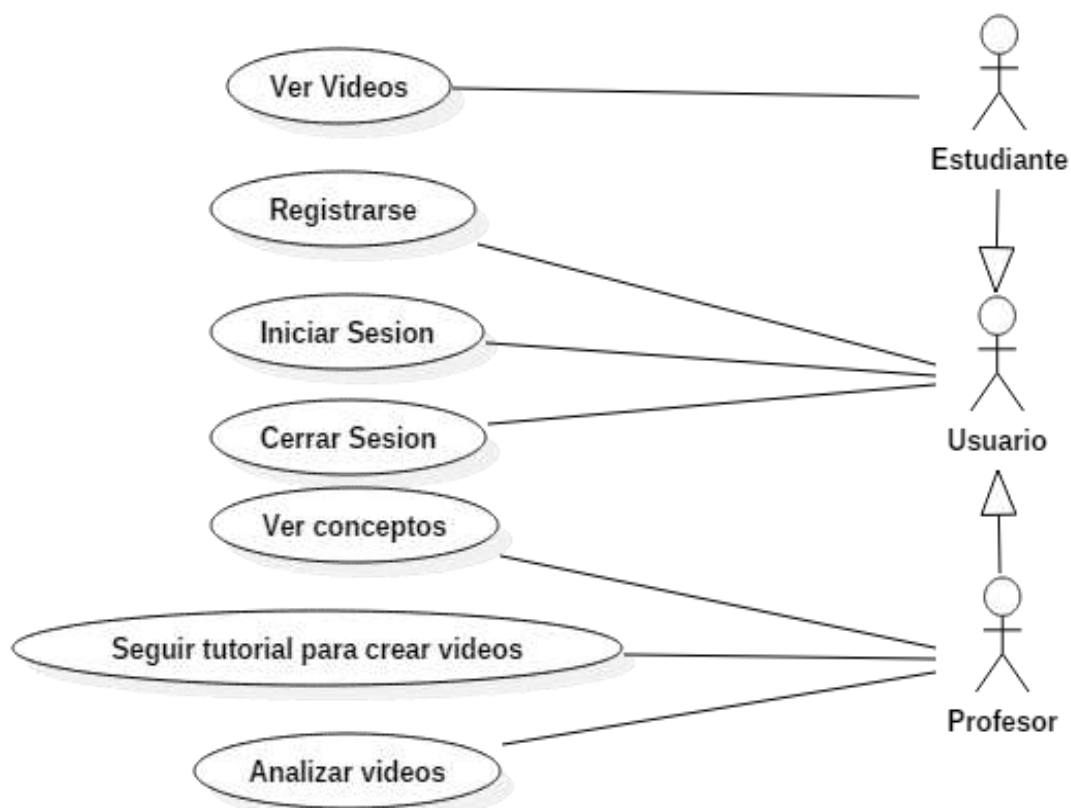 Ver Videos
Estudiante
Registrarse
Iniciar Sesion
Cerrar Sesion
Usuario
Ver conceptos
Seguir tutorial para crear videos
Profesor
Analizar videos